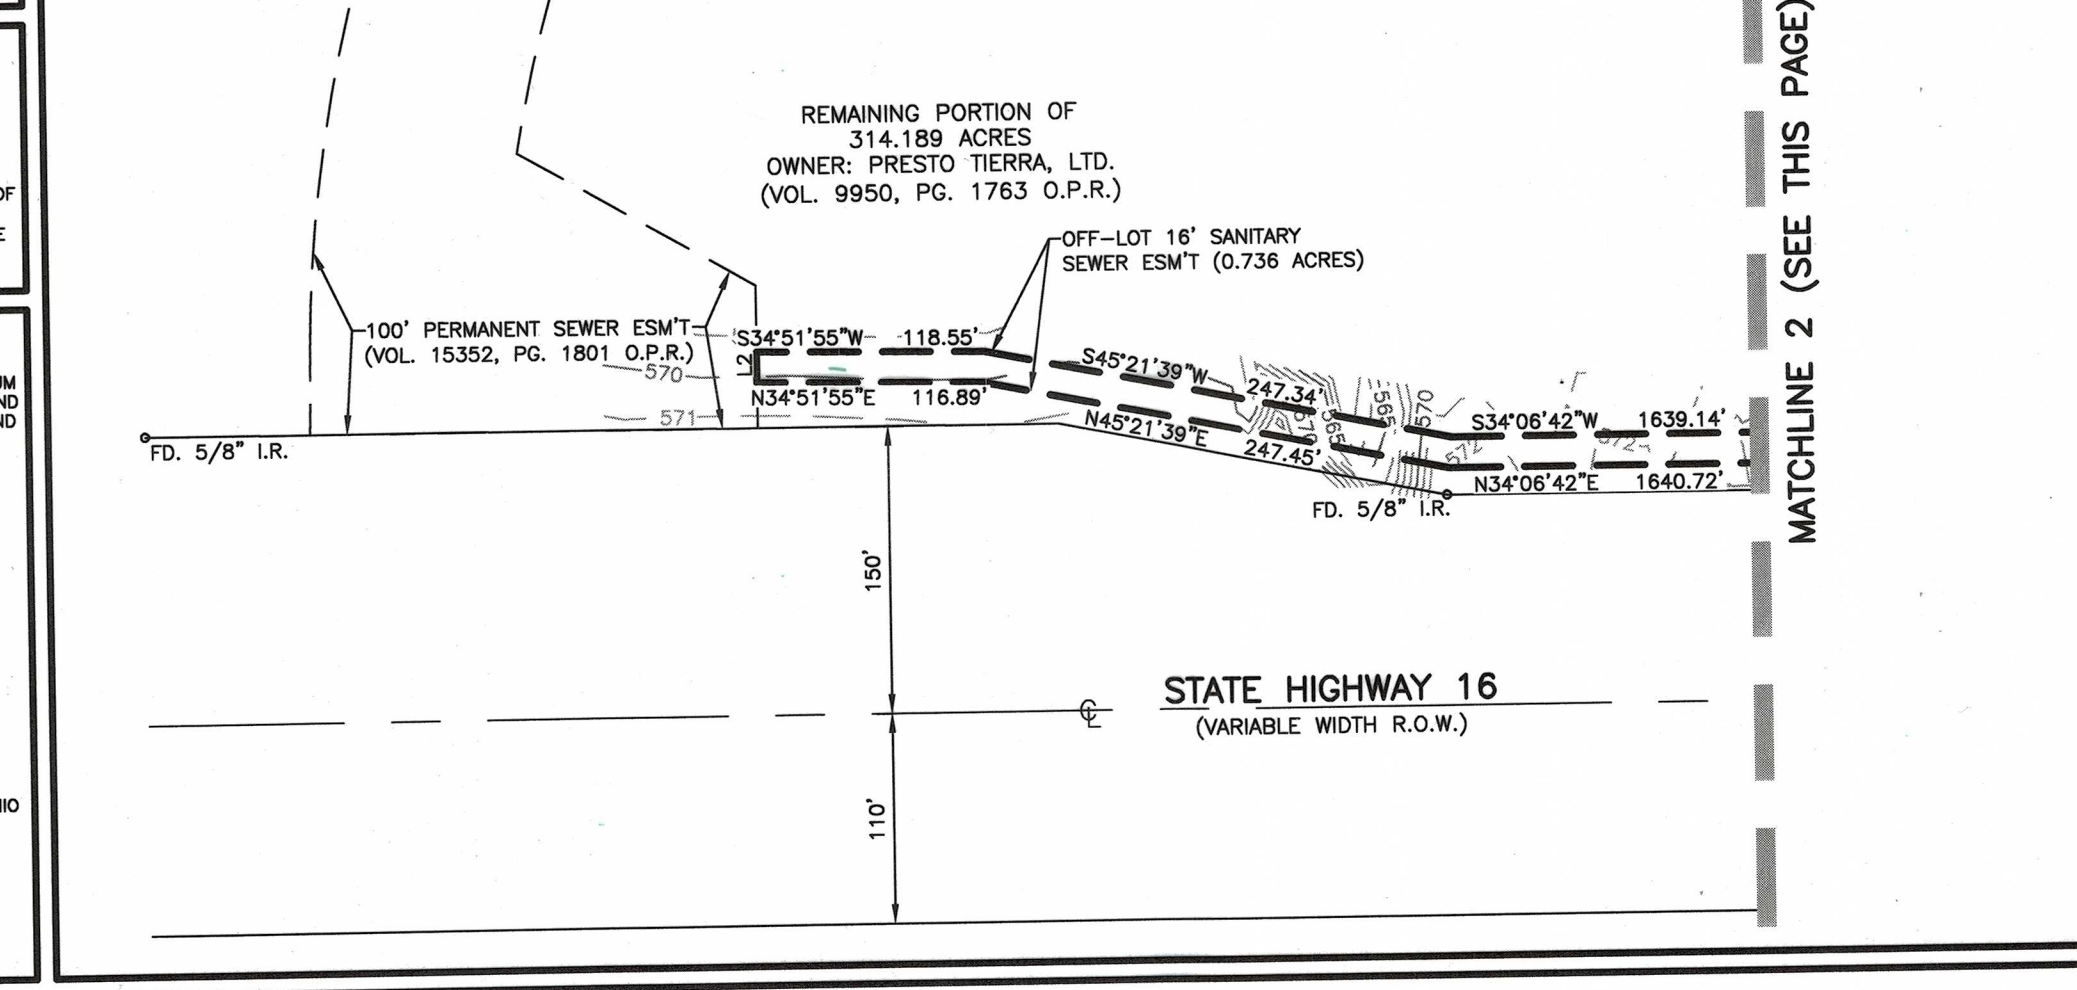 REMAINING PORTION OF
314.189 ACRES
OWNER: PRESTO TIERRA, LTD.
(VOL. 9950, PG. 1763 O.P.R.)
OFF-LOT 16' SANITARY
SEWER ESM'T (0.736 ACRES)
100' PERMANENT SEWER ESM'T
(VOL. 15352, PG. 1801 O.P.R.)
S34°51'55"W 118.55'
L2
570
N34°51'55"E 116.89'
571
S45°21'39"W
247.34'
N45°21'39"E
247.45'
565
565
570
S34°06'42"W 1639.14'
572
572
N34°06'42"E 1640.72'
FD. 5/8" I.R.
FD. 5/8" I.R.
150'
STATE HIGHWAY 16
(VARIABLE WIDTH R.O.W.)
110'
MATCHLINE 2 (SEE THIS PAGE)
OF
E
UM
ND
ND